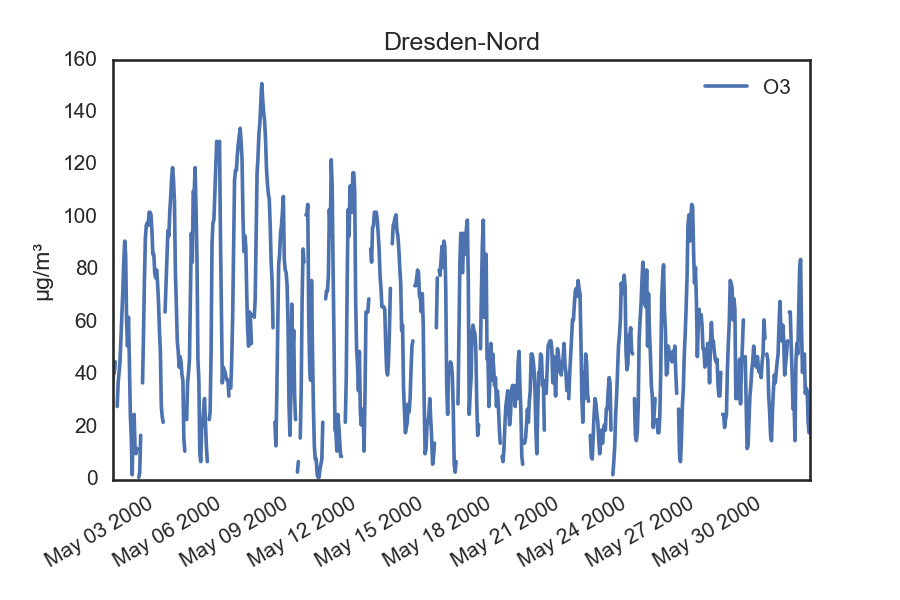 Dresden-Nord
160
140
120
100
80
60
40
20
0
µg/m³
O3
May 03 2000
May 06 2000
May 09 2000
May 12 2000
May 15 2000
May 18 2000
May 21 2000
May 24 2000
May 27 2000
May 30 2000